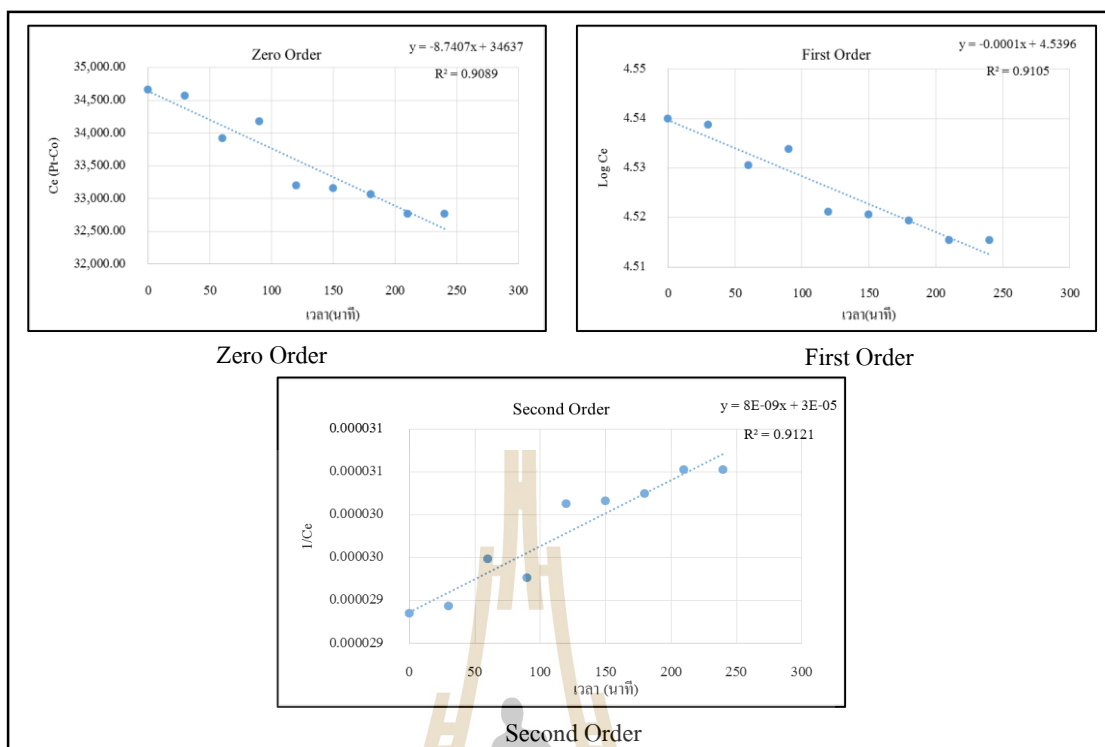 Zero Order
y = -8.7407x + 34637
R² = 0.9089
35,000.00
34,500.00
34,000.00
33,500.00
33,000.00
32,500.00
32,000.00
Ce (Pt-Co)
0 50 100 150 200 250 300
เวลา(นาที)
Zero Order
First Order
y = -0.0001x + 4.5396
R² = 0.9105
4.55
4.54
4.53
4.52
4.51
Log Ce
0 50 100 150 200 250 300
เวลา(นาที)
First Order
Second Order
y = 8E-09x + 3E-05
R² = 0.9121
0.000031
0.000031
0.000030
0.000030
0.000029
0.000029
1/Ce
0 50 100 150 200 250 300
เวลา (นาที)
Second Order